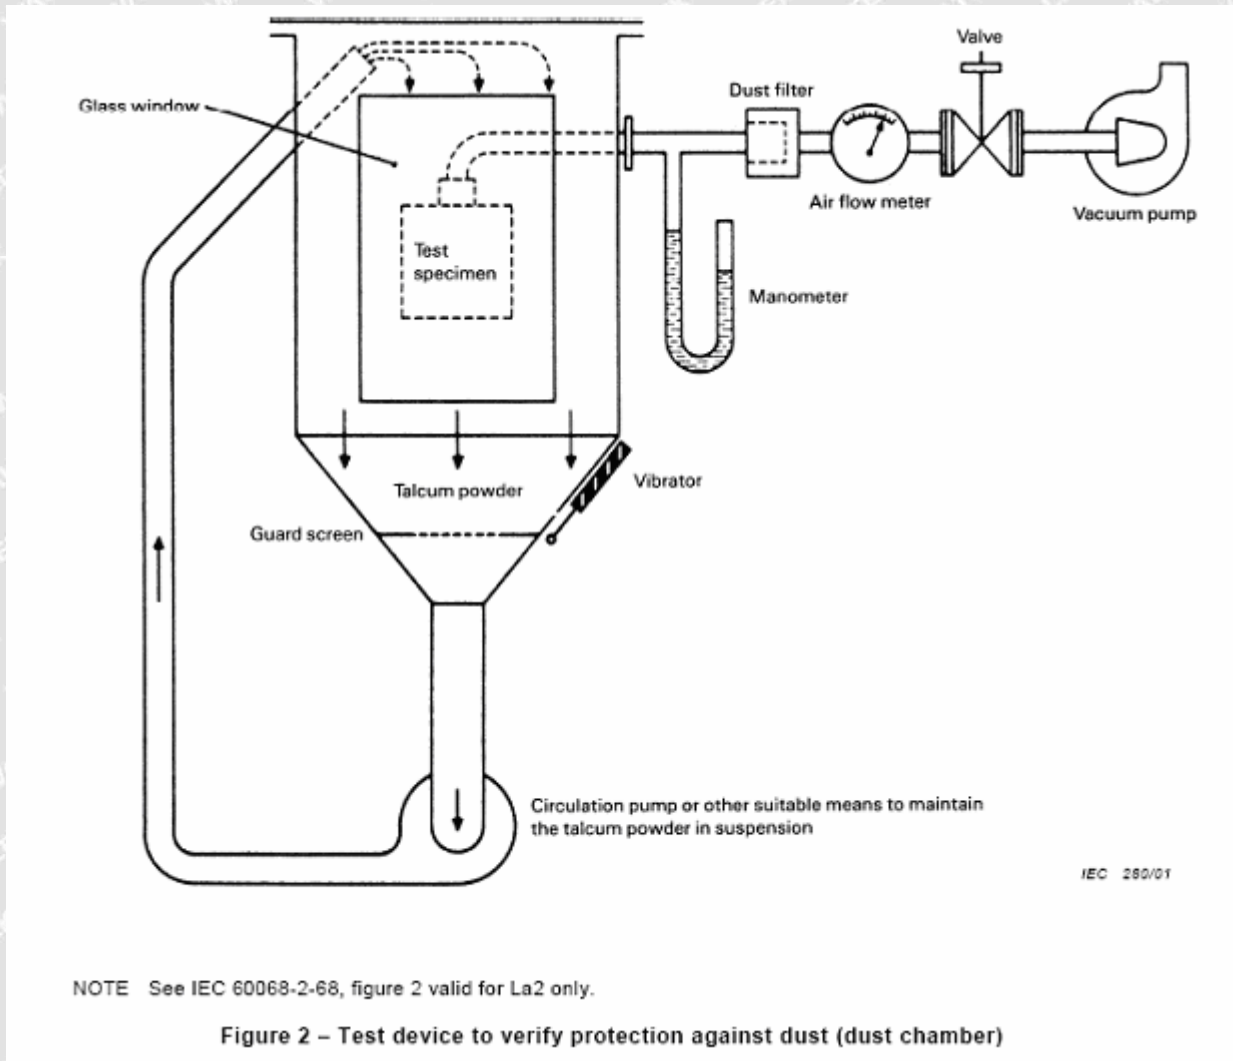 Valve
Dust filter
Glass window
Air flow meter
Vacuum pump
Test
specimen
Manometer
Vibrator
Talcum powder
Guard screen
Circulation pump or other suitable means to maintain
the talcum powder in suspension
IEC 280/01
NOTE See IEC 60068-2-68, figure 2 valid for La2 only.
Figure 2 – Test device to verify protection against dust (dust chamber)